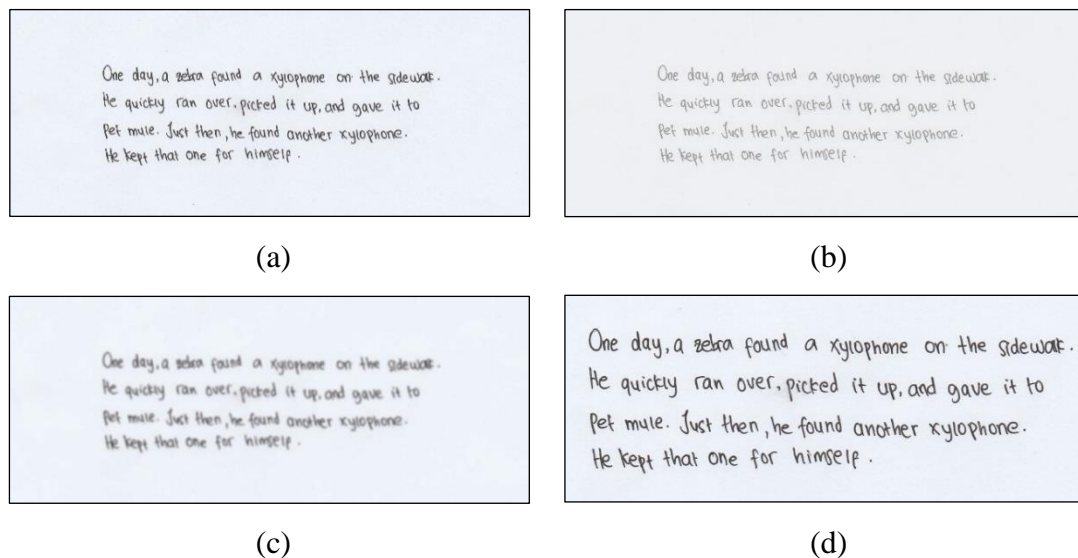 One day, a zebra found a xylophone on the sidewalk.
He quickly ran over, picked it up, and gave it to
Pet mule. Just then, he found another xylophone.
He kept that one for himself.
(a)
One day, a zebra found a xylophone on the sidewalk.
He quickly ran over, picked it up, and gave it to
Pet mule. Just then, he found another xylophone.
He kept that one for himself.
(b)
One day, a zebra found a xylophone on the sidewalk.
He quickly ran over, picked it up, and gave it to
Pet mule. Just then, he found another xylophone.
He kept that one for himself.
(c)
One day, a zebra found a xylophone on the sidewalk.
He quickly ran over, picked it up, and gave it to
Pet mule. Just then, he found another xylophone.
He kept that one for himself.
(d)